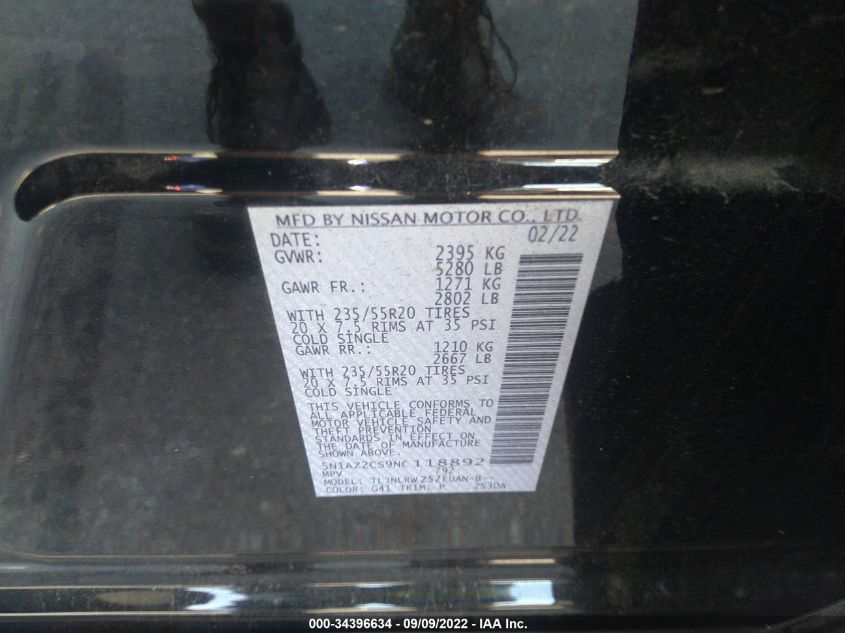 MFD BY NISSAN MOTOR CO., LTD.
DATE: 02/22
GVWR: 2395 KG
5280 LB
GAWR FR.: 1271 KG
2802 LB
WITH 235/55R20 TIRES
20 X 7.5 RIMS AT 35 PSI
COLD SINGLE
GAWR RR.: 1210 KG
2667 LB
WITH 235/55R20 TIRES
20 X 7.5 RIMS AT 35 PSI
COLD SINGLE
THIS VEHICLE CONFORMS TO
ALL APPLICABLE FEDERAL
MOTOR VEHICLE SAFETY AND
THEFT PREVENTION
STANDARDS IN EFFECT ON
THE DATE OF MANUFACTURE
SHOWN ABOVE.
5N1AZ2CS9NC118892
MPV 792
MODEL: TLJNLRWZ52EUAN-B--
COLOR: G41 TRIM: P
000-34396634 - 09/09/2022 - IAA Inc.